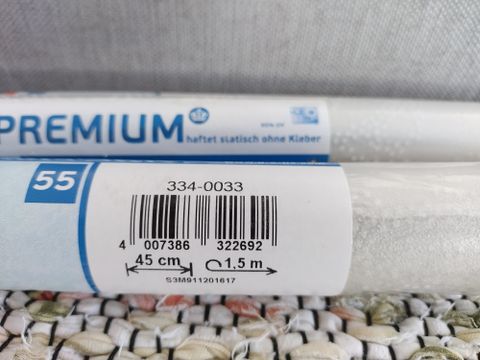 PREMIUM
haftet statisch ohne Kleber
55
334-0033
4 007386 322692
45 cm 1,5 m
S3M911201617